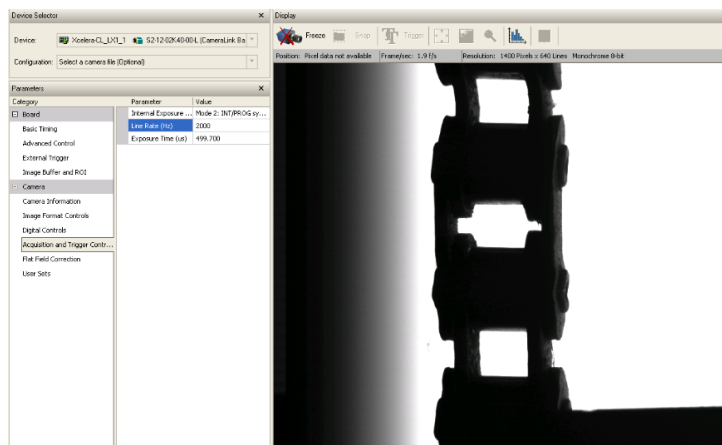 Device Selector
Device: Xcelera-CL_LX1_1 S2-12-02K40-00-L (CameraLink Ba
Configuration: Select a camera file (Optional)
Parameters
Category
Board
Basic Timing
Advanced Control
External Trigger
Image Buffer and ROI
Camera
Camera Information
Image Format Controls
Digital Controls
Acquisition and Trigger Contr...
Flat Field Correction
User Sets
Parameter Value
Internal Exposure ... Mode 2: INT/PROG sy...
Line Rate (Hz) 2000
Exposure Time (us) 499.700
Display
Freeze Snap Trigger
Position: Pixel data not available Frame/sec: 1.9 f/s Resolution: 1400 Pixels x 640 Lines Monochrome 8-bit